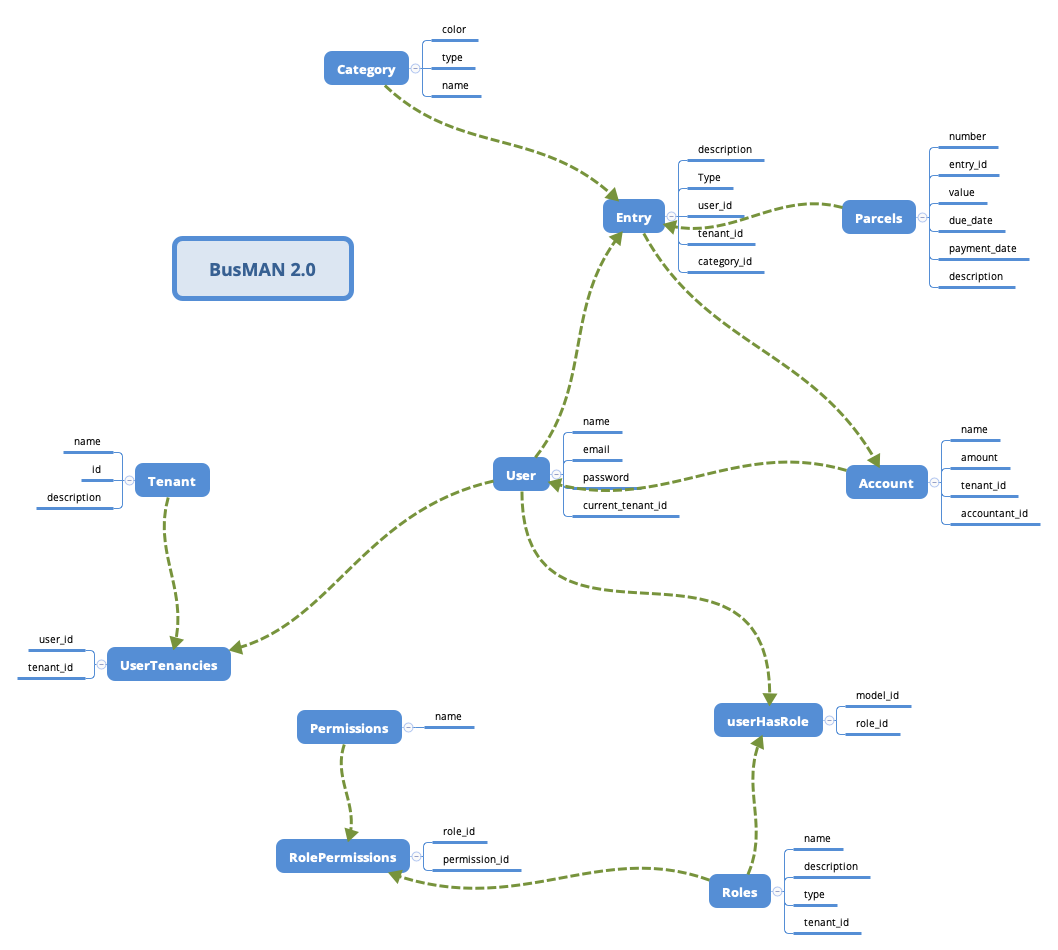 Category
color
type
name
Entry
description
Type
user_id
tenant_id
category_id
Parcels
number
entry_id
value
due_date
payment_date
description
BusMAN 2.0
Tenant
name
id
description
User
name
email
password
current_tenant_id
Account
name
amount
tenant_id
accountant_id
UserTenancies
user_id
tenant_id
Permissions
name
userHasRole
model_id
role_id
RolePermissions
role_id
permission_id
Roles
name
description
type
tenant_id